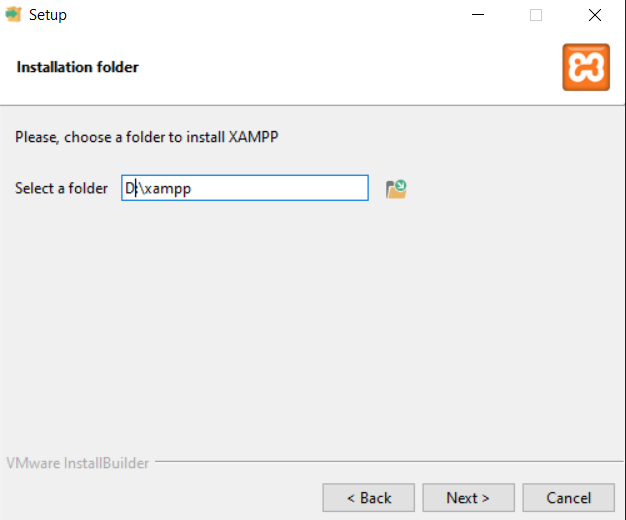 Setup
Installation folder
Please, choose a folder to install XAMPP
Select a folder D:\xampp
VMware InstallBuilder
< Back Next > Cancel